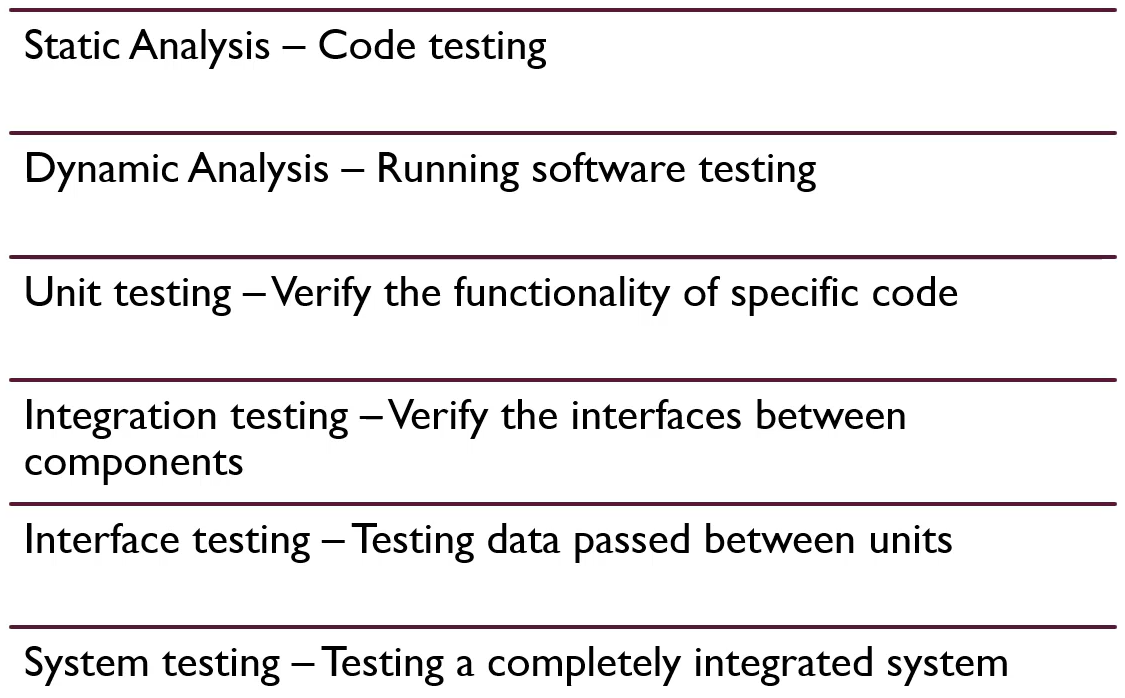 Static Analysis – Code testing
Dynamic Analysis – Running software testing
Unit testing – Verify the functionality of specific code
Integration testing – Verify the interfaces between
components
Interface testing – Testing data passed between units
System testing – Testing a completely integrated system